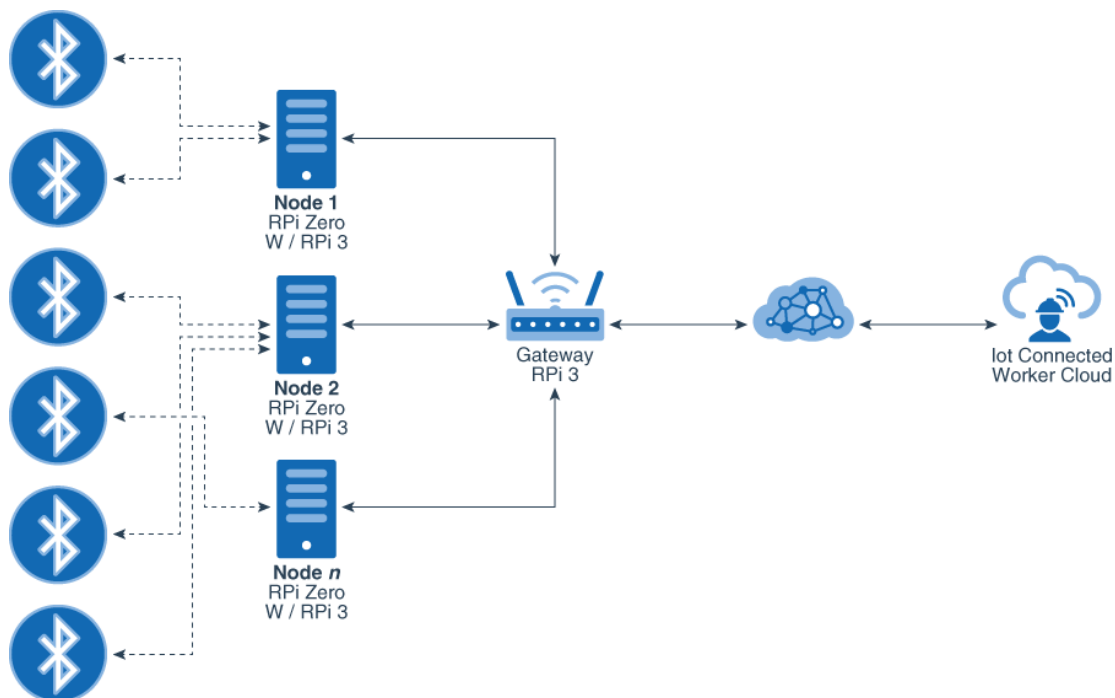 Node 1
RPi Zero
W / RPi 3
Node 2
RPi Zero
W / RPi 3
Node n
RPi Zero
W / RPi 3
Gateway
RPi 3
Iot Connected
Worker Cloud